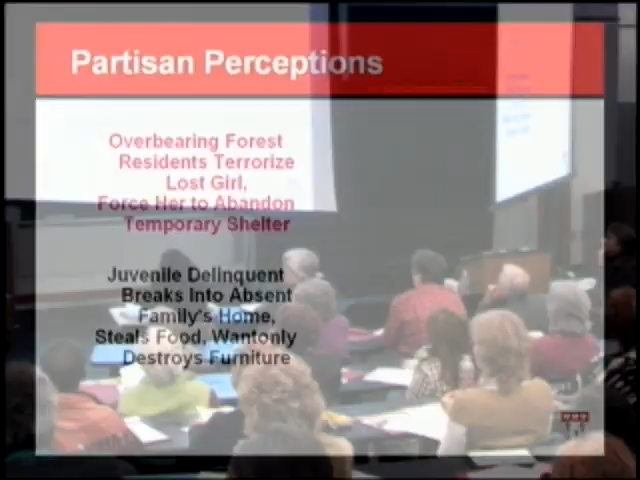 Partisan Perceptions
Overbearing Forest
Residents Terrorize
Lost Girl,
Force Her to Abandon
Temporary Shelter
Juvenile Delinquent
Breaks Into Absent
Family's Home,
Steals Food, Wantonly
Destroys Furniture